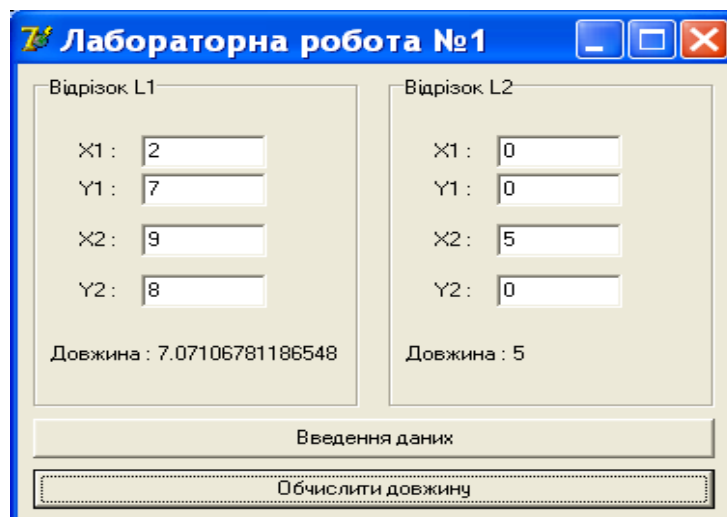 Лабораторна робота №1
Відрізок L1
X1 : 2
Y1 : 7
X2 : 9
Y2 : 8
Довжина : 7.07106781186548
Відрізок L2
X1 : 0
Y1 : 0
X2 : 5
Y2 : 0
Довжина : 5
Введення даних
Обчислити довжину